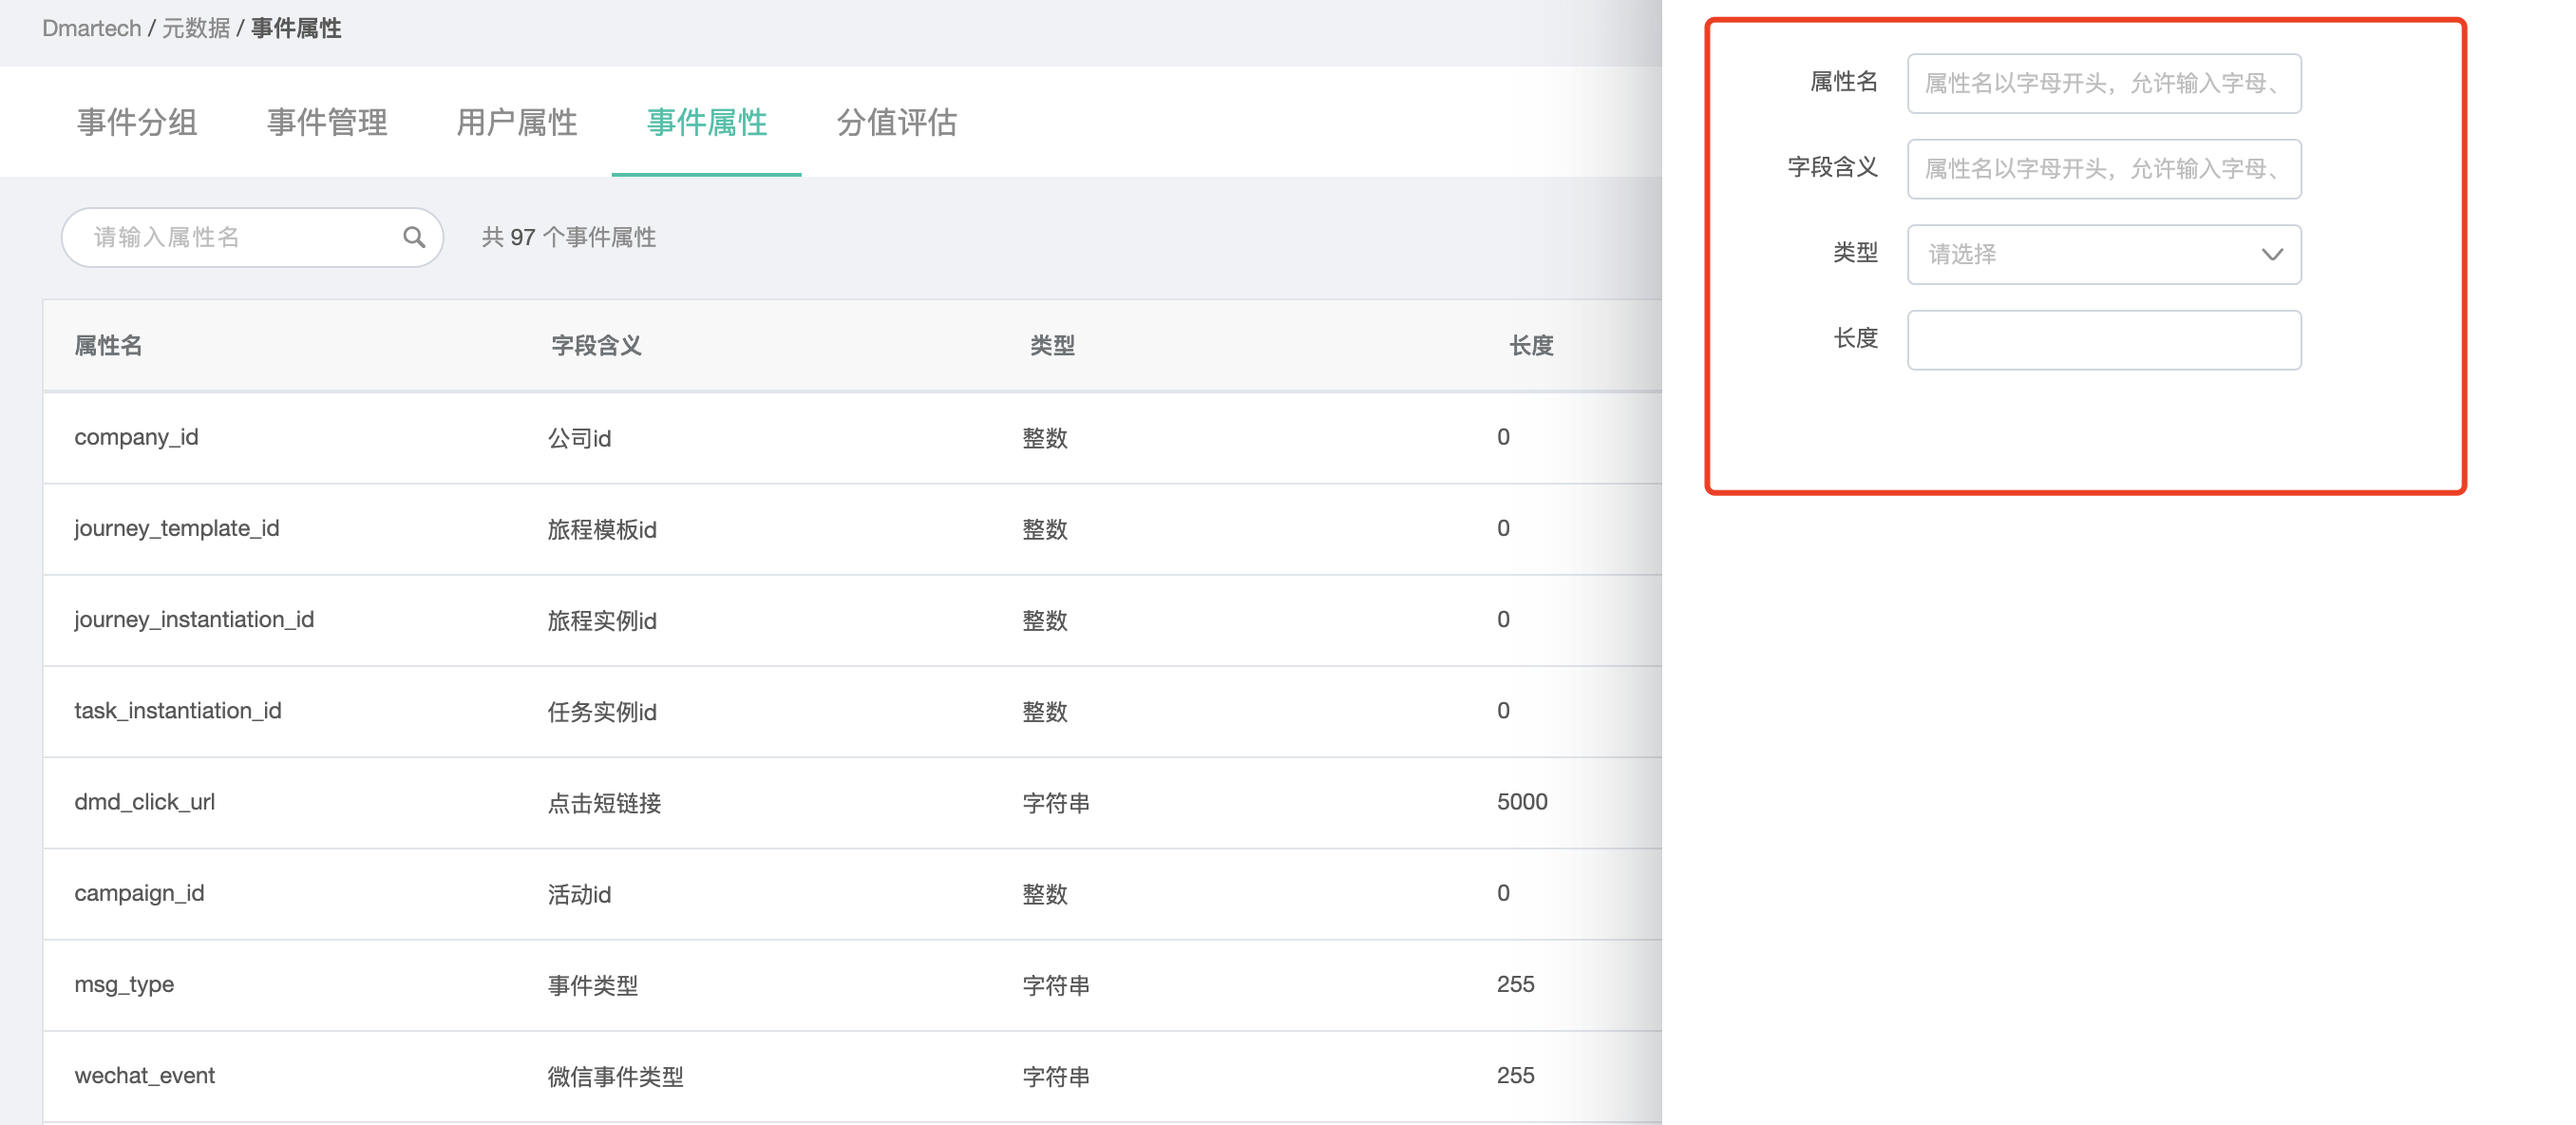 Dmartech / 元数据 / 事件属性
事件分组 事件管理 用户属性 事件属性 分值评估
请输入属性名 共 97 个事件属性
属性名 字段含义 类型 长度
company_id 公司id 整数 0
journey_template_id 旅程模板id 整数 0
journey_instantiation_id 旅程实例id 整数 0
task_instantiation_id 任务实例id 整数 0
dmd_click_url 点击短链接 字符串 5000
campaign_id 活动id 整数 0
msg_type 事件类型 字符串 255
wechat_event 微信事件类型 字符串 255
属性名 属性名以字母开头，允许输入字母、
字段含义 属性名以字母开头，允许输入字母、
类型 请选择
长度